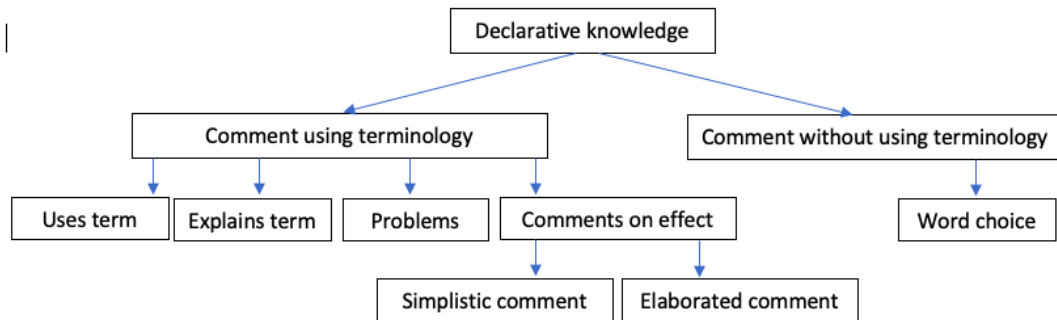 Declarative knowledge
Comment using terminology
Comment without using terminology
Uses term
Explains term
Problems
Comments on effect
Word choice
Simplistic comment
Elaborated comment